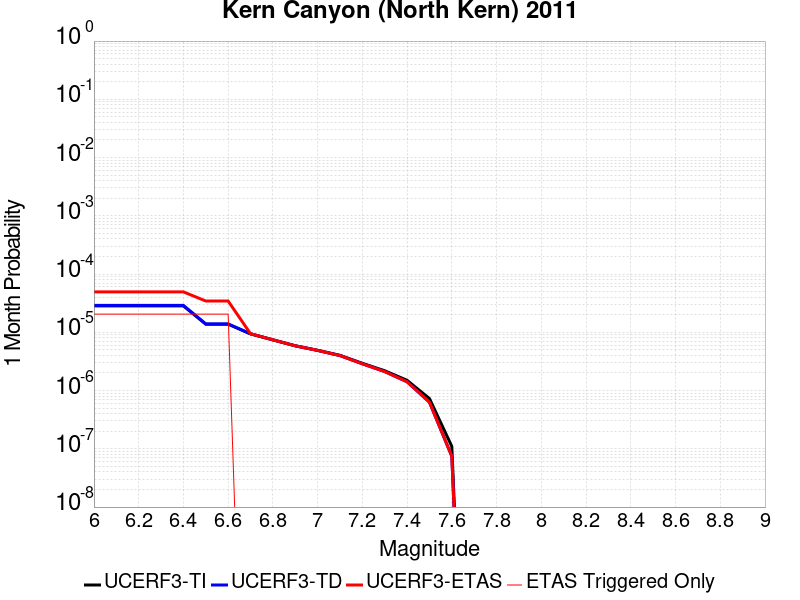 Kern Canyon (North Kern) 2011
10^0
10^-1
10^-2
10^-3
10^-4
10^-5
10^-6
10^-7
10^-8
1 Month Probability
6 6.2 6.4 6.6 6.8 7 7.2 7.4 7.6 7.8 8 8.2 8.4 8.6 8.8 9
Magnitude
UCERF3-TI UCERF3-TD UCERF3-ETAS ETAS Triggered Only